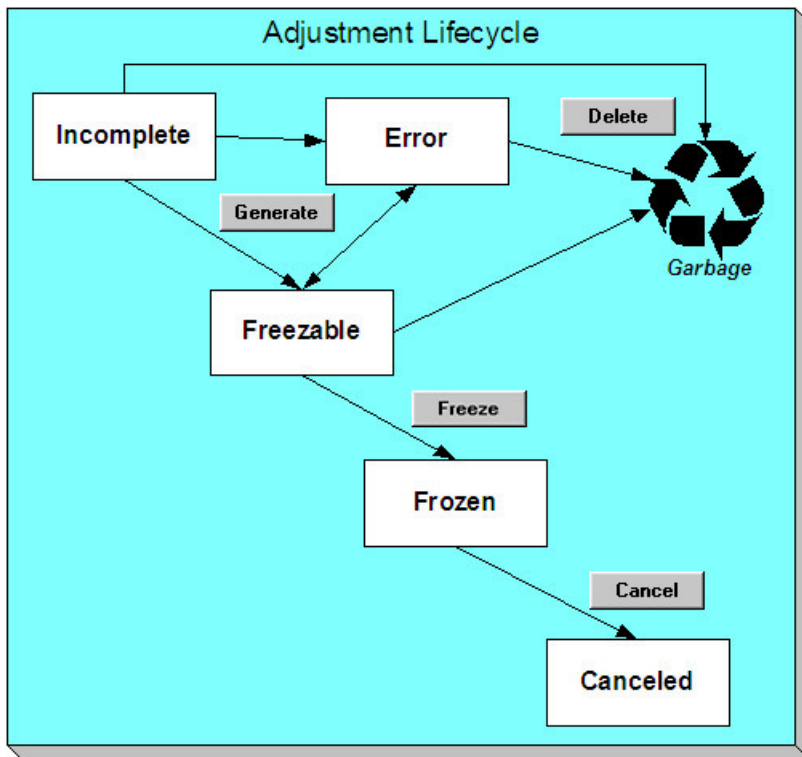 Adjustment Lifecycle
Incomplete
Error
Delete
Generate
Garbage
Freezable
Freeze
Frozen
Cancel
Canceled